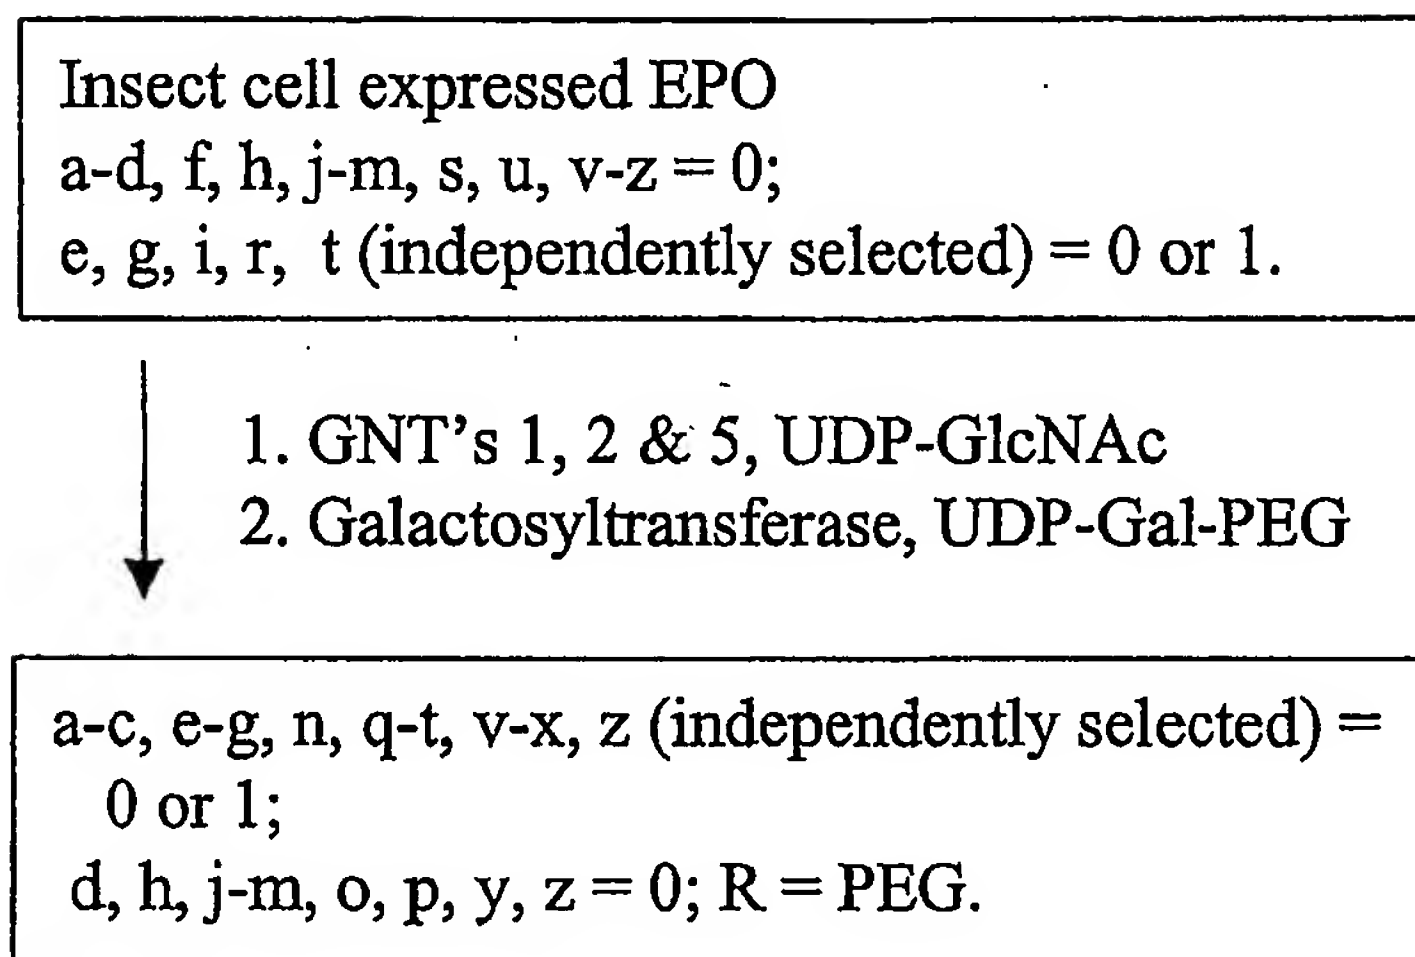 Insect cell expressed EPO
a-d, f, h, j-m, s, u, v-z = 0;
e, g, i, r, t (independently selected) = 0 or 1.
1. GNT's 1, 2 & 5, UDP-GlcNAc
2. Galactosyltransferase, UDP-Gal-PEG
a-c, e-g, n, q-t, v-x, z (independently selected) =
0 or 1;
d, h, j-m, o, p, y, z = 0; R = PEG.